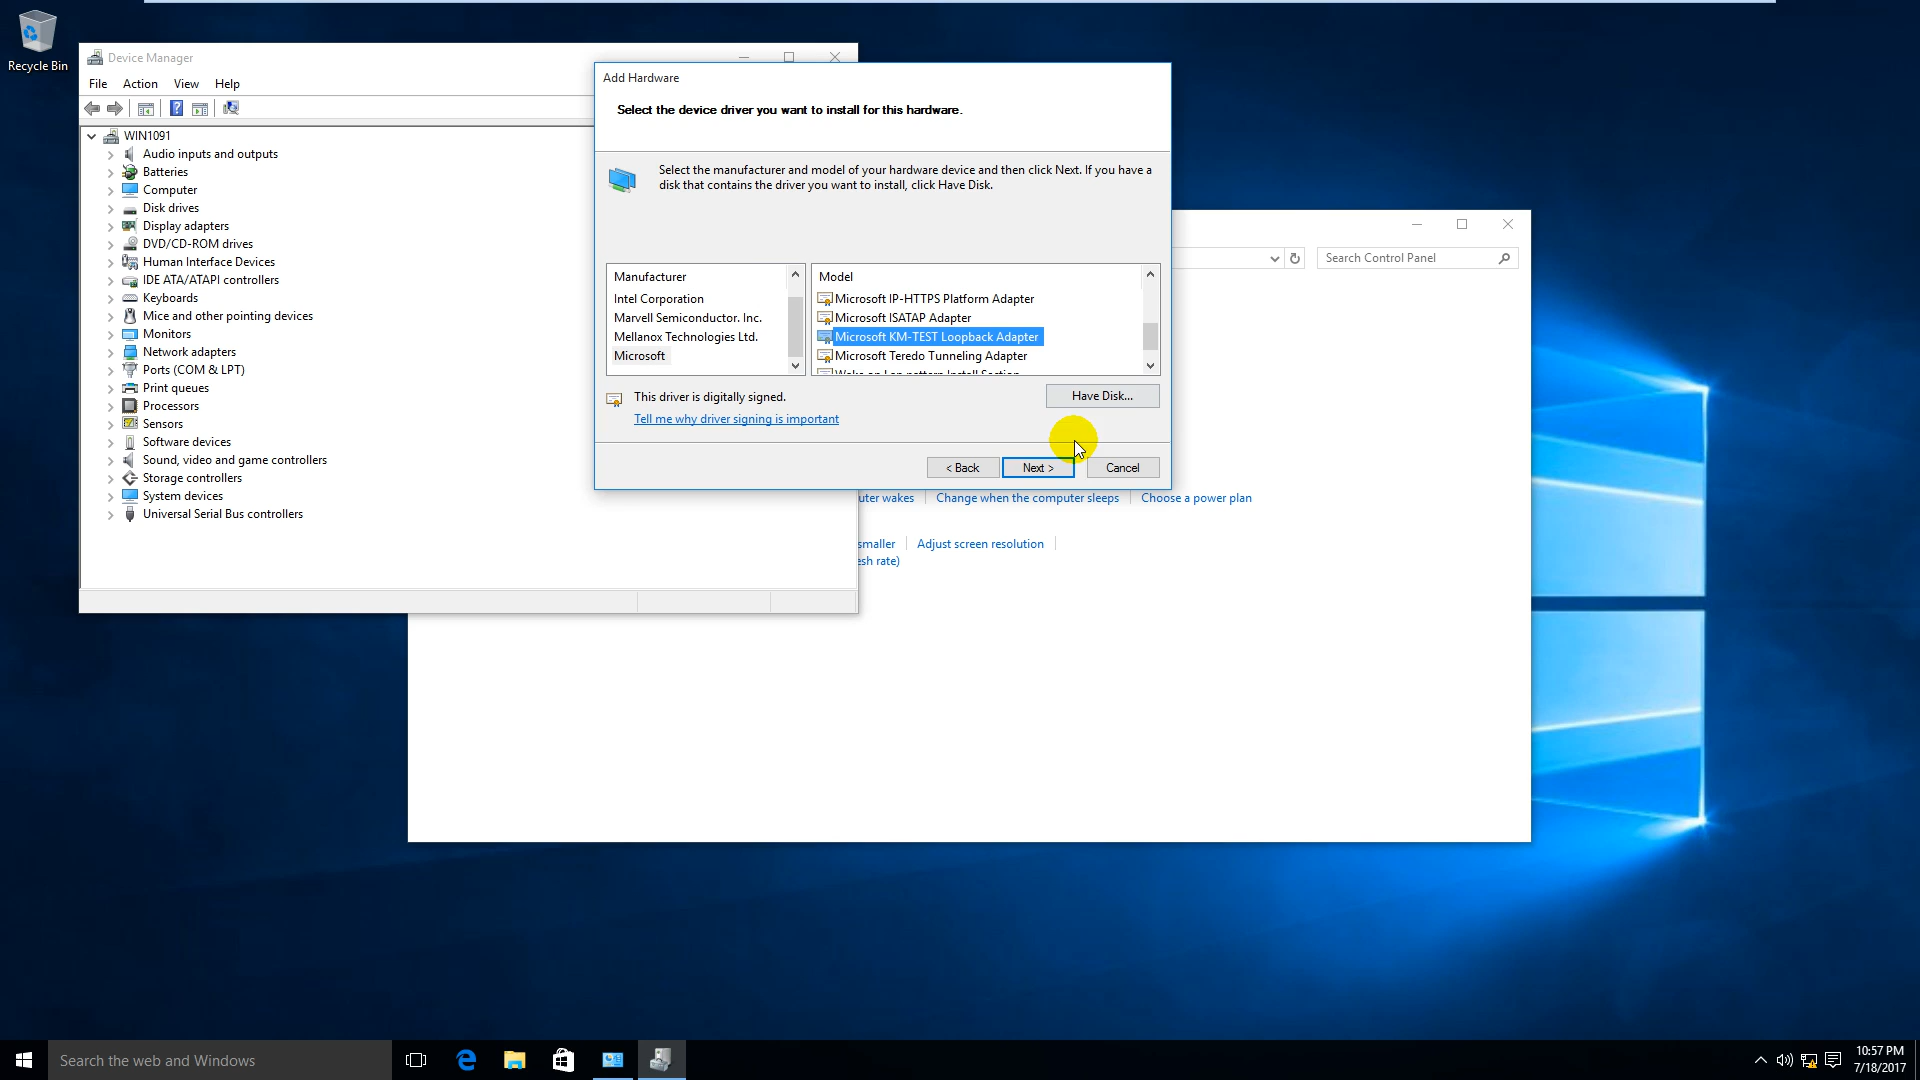 Recycle Bin
Device Manager
File Action View Help
WIN1091
Audio inputs and outputs
Batteries
Computer
Disk drives
Display adapters
DVD/CD-ROM drives
Human Interface Devices
IDE ATA/ATAPI controllers
Keyboards
Mice and other pointing devices
Monitors
Network adapters
Ports (COM & LPT)
Print queues
Processors
Sensors
Software devices
Sound, video and game controllers
Storage controllers
System devices
Universal Serial Bus controllers
Add Hardware
Select the device driver you want to install for this hardware.
Select the manufacturer and model of your hardware device and then click Next. If you have a
disk that contains the driver you want to install, click Have Disk.
Manufacturer
Intel Corporation
Marvell Semiconductor. Inc.
Mellanox Technologies Ltd.
Microsoft
Model
Microsoft IP-HTTPS Platform Adapter
Microsoft ISATAP Adapter
Microsoft KM-TEST Loopback Adapter
Microsoft Teredo Tunneling Adapter
This driver is digitally signed.
Tell me why driver signing is important
Have Disk...
< Back Next > Cancel
Search Control Panel
uter wakes Change when the computer sleeps Choose a power plan
smaller Adjust screen resolution
esh rate)
Search the web and Windows
10:57 PM
7/18/2017